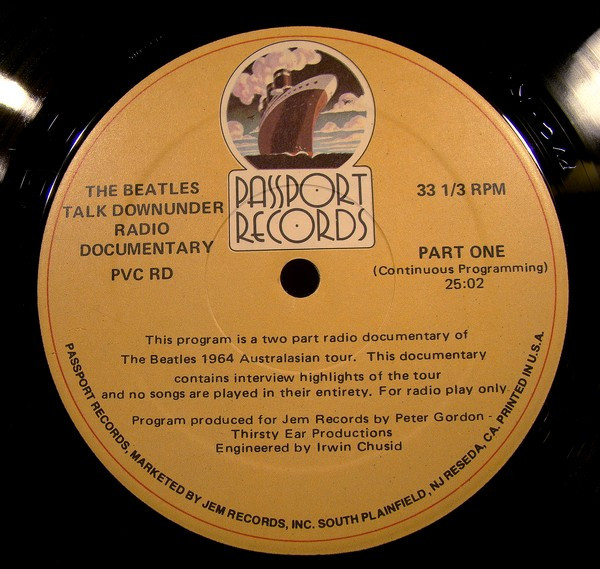 PASSPORT
RECORDS
THE BEATLES
TALK DOWNUNDER
RADIO
DOCUMENTARY
PVC RD
33 1/3 RPM
PART ONE
(Continuous Programming)
25:02
This program is a two part radio documentary of
The Beatles 1964 Australasian tour. This documentary
contains interview highlights of the tour
and no songs are played in their entirety. For radio play only
Program produced for Jem Records by Peter Gordon -
Thirsty Ear Productions
Engineered by Irwin Chusid
PASSPORT RECORDS, MARKETED BY JEM RECORDS, INC. SOUTH PLAINFIELD, NJ RESEDA, CA. PRINTED IN U.S.A.